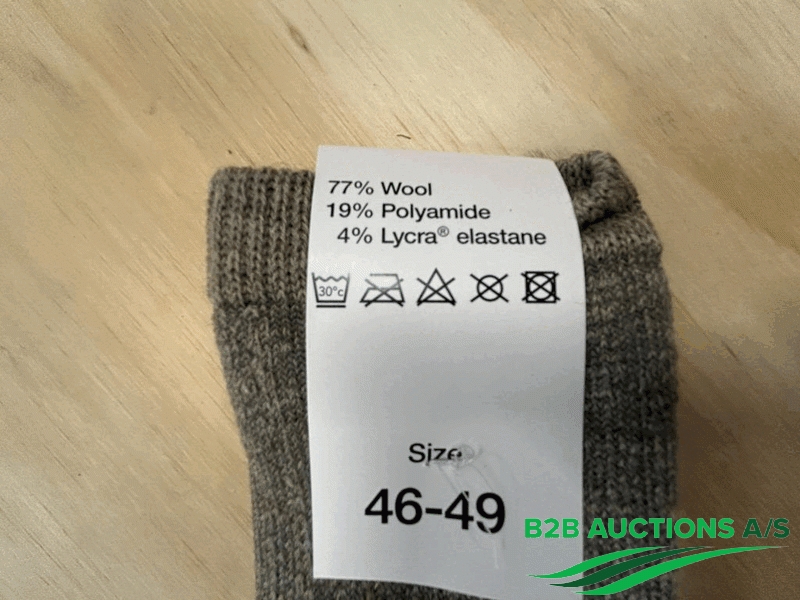 77% Wool
19% Polyamide
4% Lycra® elastane
30°c
Size
46-49
B2B AUCTIONS A/S